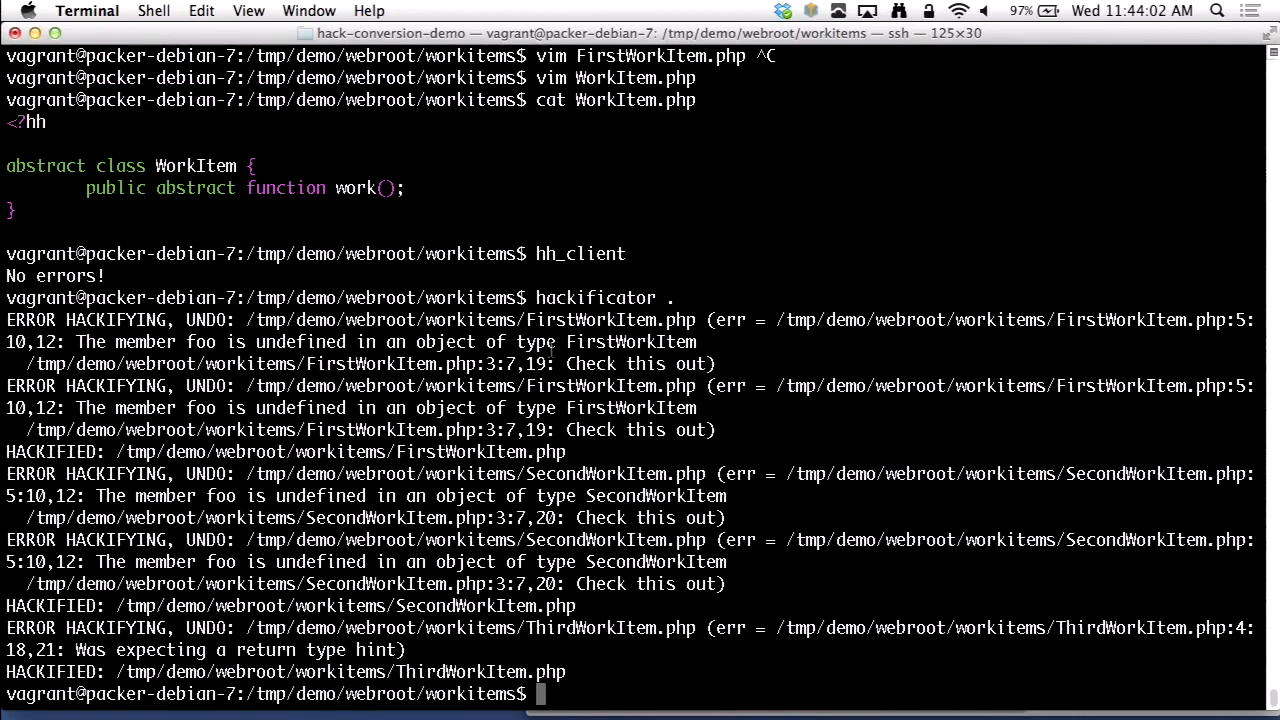 Terminal Shell Edit View Window Help 97% Wed 11:44:02 AM
hack-conversion-demo — vagrant@packer-debian-7: /tmp/demo/webroot/workitems — ssh — 125×30
vagrant@packer-debian-7:/tmp/demo/webroot/workitems$ vim FirstWorkItem.php ^C
vagrant@packer-debian-7:/tmp/demo/webroot/workitems$ vim WorkItem.php
vagrant@packer-debian-7:/tmp/demo/webroot/workitems$ cat WorkItem.php
<?hh
abstract class WorkItem {
public abstract function work();
}
vagrant@packer-debian-7:/tmp/demo/webroot/workitems$ hh_client
No errors!
vagrant@packer-debian-7:/tmp/demo/webroot/workitems$ hackificator .
ERROR HACKIFYING, UNDO: /tmp/demo/webroot/workitems/FirstWorkItem.php (err = /tmp/demo/webroot/workitems/FirstWorkItem.php:5:
10,12: The member foo is undefined in an object of type FirstWorkItem
/tmp/demo/webroot/workitems/FirstWorkItem.php:3:7,19: Check this out)
ERROR HACKIFYING, UNDO: /tmp/demo/webroot/workitems/FirstWorkItem.php (err = /tmp/demo/webroot/workitems/FirstWorkItem.php:5:
10,12: The member foo is undefined in an object of type FirstWorkItem
/tmp/demo/webroot/workitems/FirstWorkItem.php:3:7,19: Check this out)
HACKIFIED: /tmp/demo/webroot/workitems/FirstWorkItem.php
ERROR HACKIFYING, UNDO: /tmp/demo/webroot/workitems/SecondWorkItem.php (err = /tmp/demo/webroot/workitems/SecondWorkItem.php:
5:10,12: The member foo is undefined in an object of type SecondWorkItem
/tmp/demo/webroot/workitems/SecondWorkItem.php:3:7,20: Check this out)
ERROR HACKIFYING, UNDO: /tmp/demo/webroot/workitems/SecondWorkItem.php (err = /tmp/demo/webroot/workitems/SecondWorkItem.php:
5:10,12: The member foo is undefined in an object of type SecondWorkItem
/tmp/demo/webroot/workitems/SecondWorkItem.php:3:7,20: Check this out)
HACKIFIED: /tmp/demo/webroot/workitems/SecondWorkItem.php
ERROR HACKIFYING, UNDO: /tmp/demo/webroot/workitems/ThirdWorkItem.php (err = /tmp/demo/webroot/workitems/ThirdWorkItem.php:4:
18,21: Was expecting a return type hint)
HACKIFIED: /tmp/demo/webroot/workitems/ThirdWorkItem.php
vagrant@packer-debian-7:/tmp/demo/webroot/workitems$